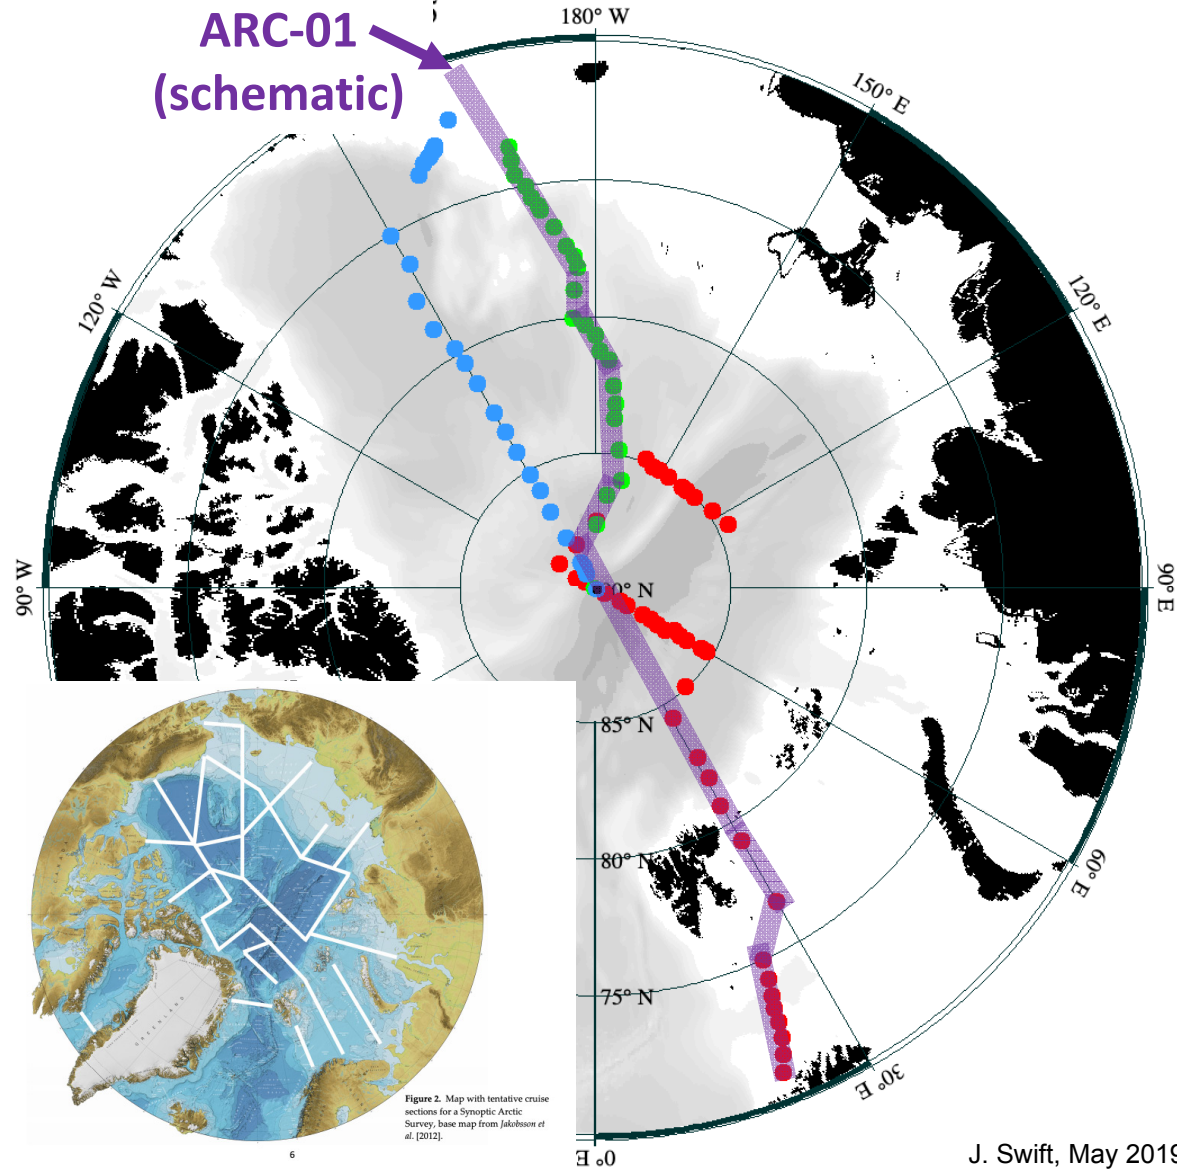 180° W
ARC-01
(schematic)
150° E
120° W
120° E
90° W
0° N
90° E
85° N
80° N
60° E
75° N
30° E
Figure 2. Map with tentative cruise
sections for a Synoptic Arctic
Survey, base map from Jakobsson et
al. [2012].
6
0° E
J. Swift, May 2019